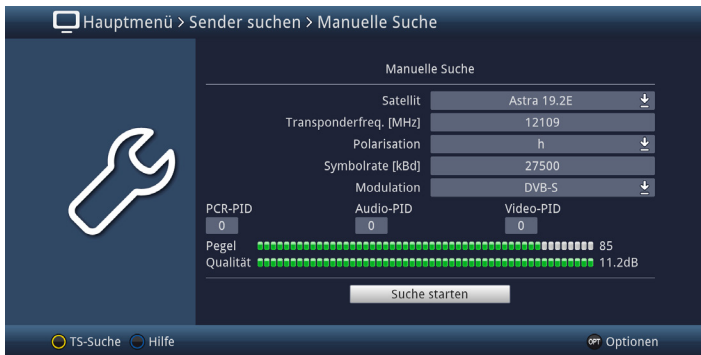 Hauptmenü > Sender suchen > Manuelle Suche
Manuelle Suche
Satellit Astra 19.2E
Transponderfreq. [MHz] 12109
Polarisation h
Symbolrate [kBd] 27500
Modulation DVB-S
PCR-PID Audio-PID Video-PID
0 0 0
Pegel 85
Qualität 11.2dB
Suche starten
TS-Suche Hilfe OPT Optionen